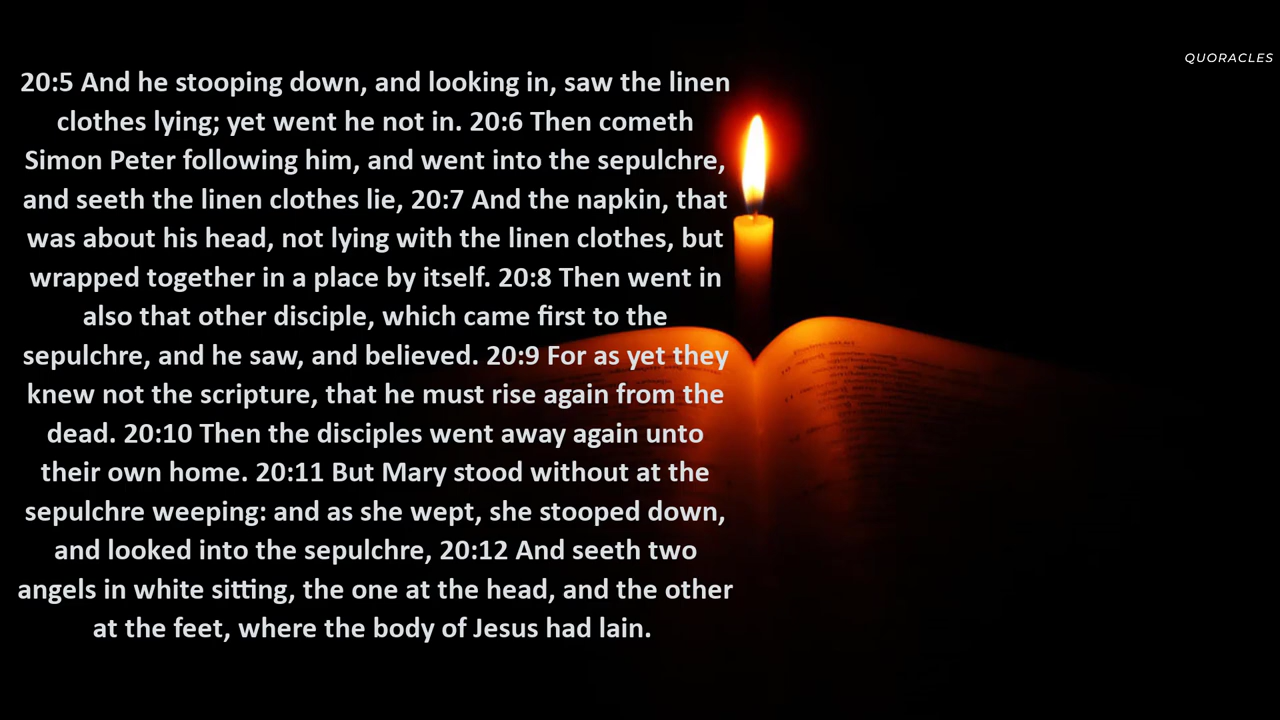 QUORACLES
20:5 And he stooping down, and looking in, saw the linen
clothes lying; yet went he not in. 20:6 Then cometh
Simon Peter following him, and went into the sepulchre,
and seeth the linen clothes lie, 20:7 And the napkin, that
was about his head, not lying with the linen clothes, but
wrapped together in a place by itself. 20:8 Then went in
also that other disciple, which came first to the
sepulchre, and he saw, and believed. 20:9 For as yet they
knew not the scripture, that he must rise again from the
dead. 20:10 Then the disciples went away again unto
their own home. 20:11 But Mary stood without at the
sepulchre weeping: and as she wept, she stooped down,
and looked into the sepulchre, 20:12 And seeth two
angels in white sitting, the one at the head, and the other
at the feet, where the body of Jesus had lain.